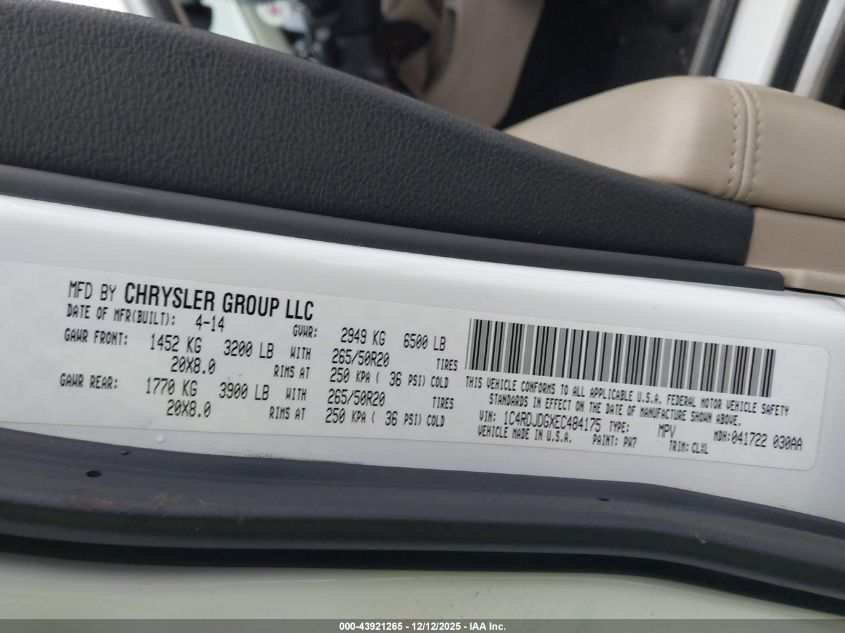 MFD BY CHRYSLER GROUP LLC
DATE OF MFR(BUILT): 4-14 GVWR: 2949 KG 6500 LB
GAWR FRONT: 1452 KG 3200 LB WITH 265/50R20 TIRES
20X8.0 RIMS AT 250 KPA ( 36 PSI) COLD
GAWR REAR: 1770 KG 3900 LB WITH 265/50R20 TIRES
20X8.0 RIMS AT 250 KPA ( 36 PSI) COLD
THIS VEHICLE CONFORMS TO ALL APPLICABLE U.S.A. FEDERAL MOTOR VEHICLE SAFETY
STANDARDS IN EFFECT ON THE DATE OF MANUFACTURE SHOWN ABOVE.
VIN: 1C4RDJDGXEC484175 TYPE: MPV MDH:041722 030AA
VEHICLE MADE IN U.S.A. PAINT: PW7 TRIM: CLXL
000-43921265 - 12/12/2025 - IAA Inc.